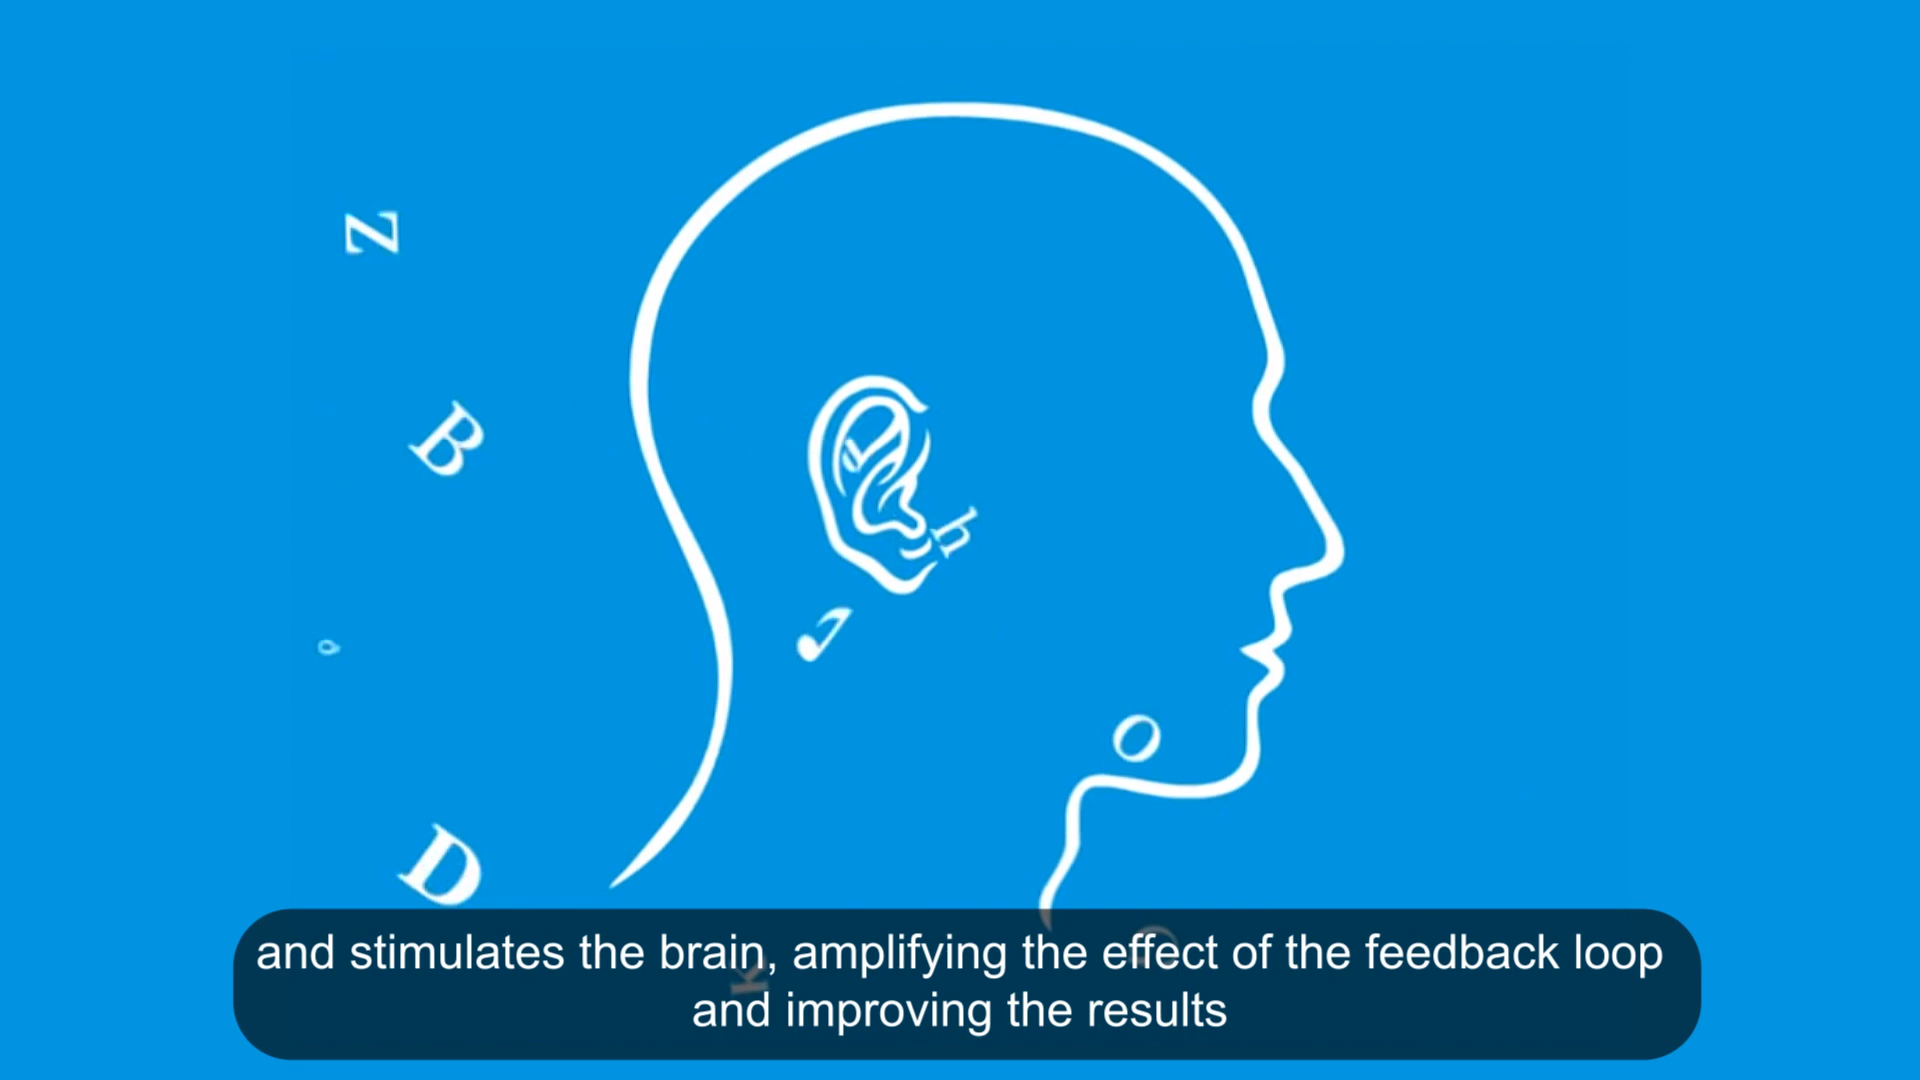 Z
B
a
h
o
O
D
K
and stimulates the brain, amplifying the effect of the feedback loop
and improving the results